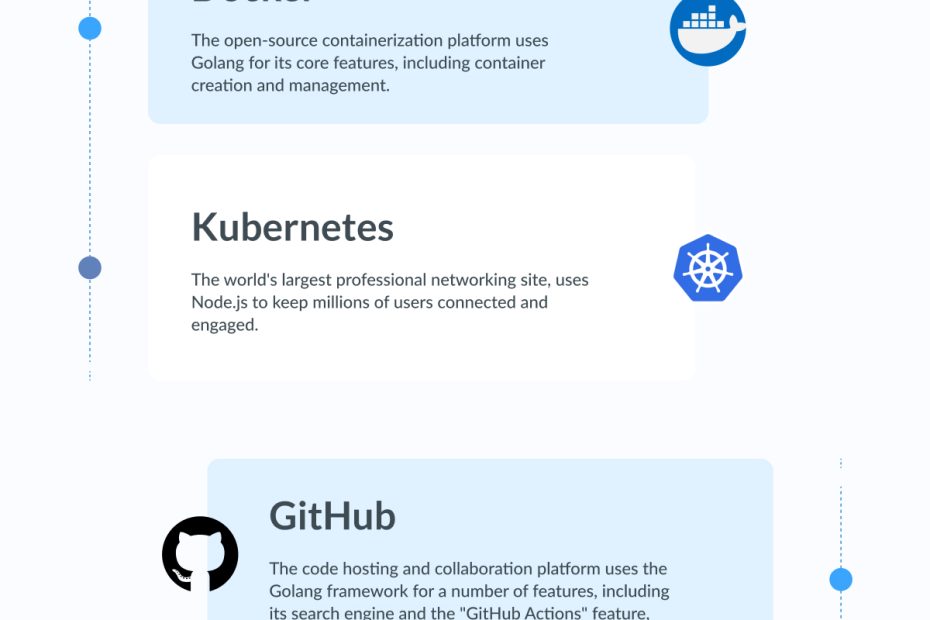 Docker
The open-source containerization platform uses
Golang for its core features, including container
creation and management.
Kubernetes
The world's largest professional networking site, uses
Node.js to keep millions of users connected and
engaged.
GitHub
The code hosting and collaboration platform uses the
Golang framework for a number of features, including
its search engine and the "GitHub Actions" feature,